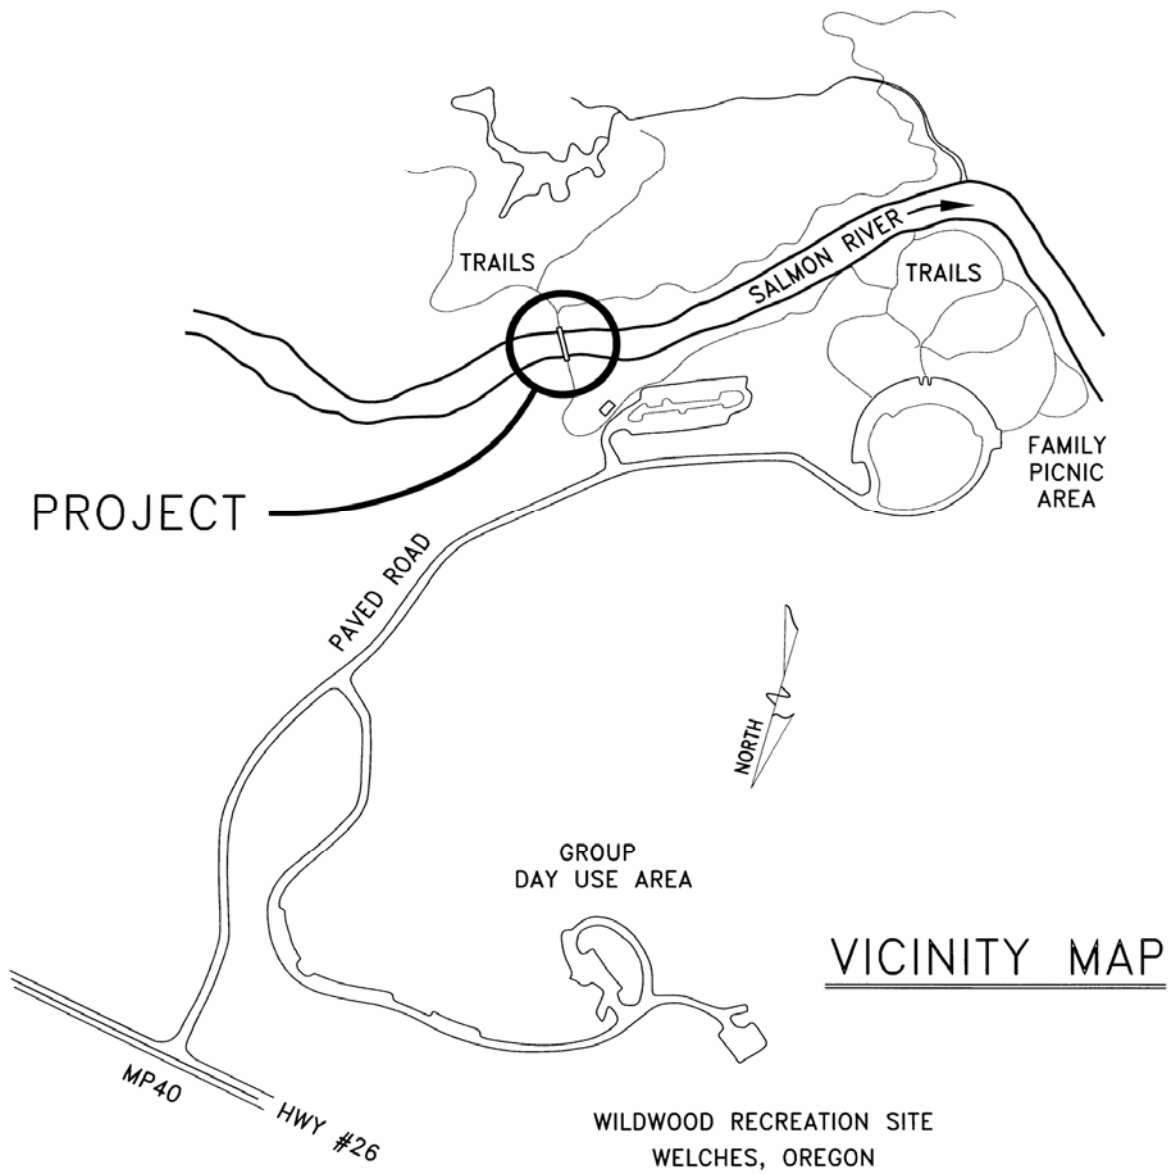 TRAILS
SALMON RIVER
TRAILS
FAMILY
PICNIC
AREA
PROJECT
PAVED ROAD
NORTH
GROUP
DAY USE AREA
VICINITY MAP
MP40
HWY #26
WILDWOOD RECREATION SITE
WELCHES, OREGON